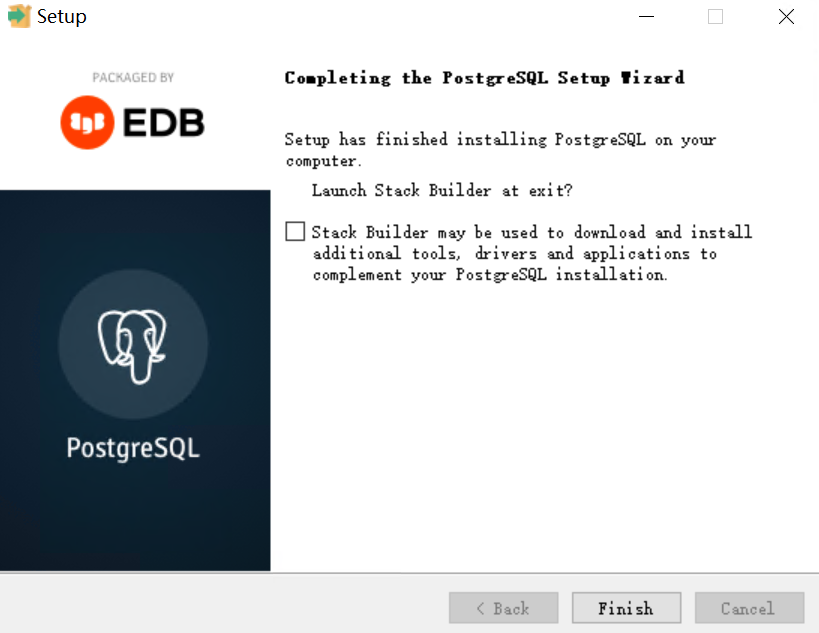 Setup
PACKAGED BY
EDB
PostgreSQL
Completing the PostgreSQL Setup Wizard
Setup has finished installing PostgreSQL on your
computer.
Launch Stack Builder at exit?
Stack Builder may be used to download and install
additional tools, drivers and applications to
complement your PostgreSQL installation.
< Back
Finish
Cancel